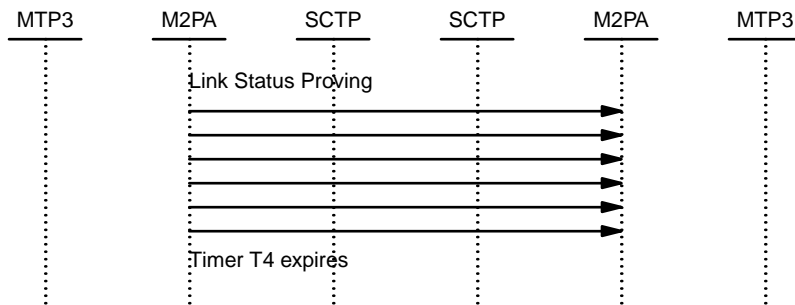 MTP3 M2PA SCTP SCTP M2PA MTP3
Link Status Proving
Timer T4 expires